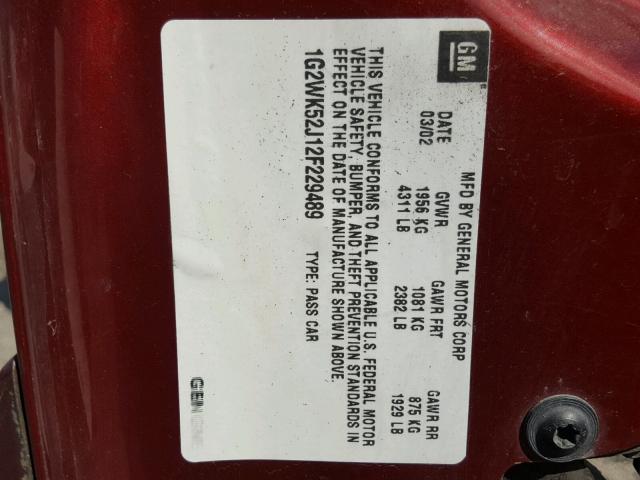 GM
MFD BY GENERAL MOTORS CORP
DATE GVWR GAWR FRT GAWR RR
03/02 1956 KG 1081 KG 875 KG
4311 LB 2382 LB 1929 LB
THIS VEHICLE CONFORMS TO ALL APPLICABLE U.S. FEDERAL MOTOR
VEHICLE SAFETY, BUMPER, AND THEFT PREVENTION STANDARDS IN
EFFECT ON THE DATE OF MANUFACTURE SHOWN ABOVE.
1G2WK52J12F229489 TYPE: PASS CAR